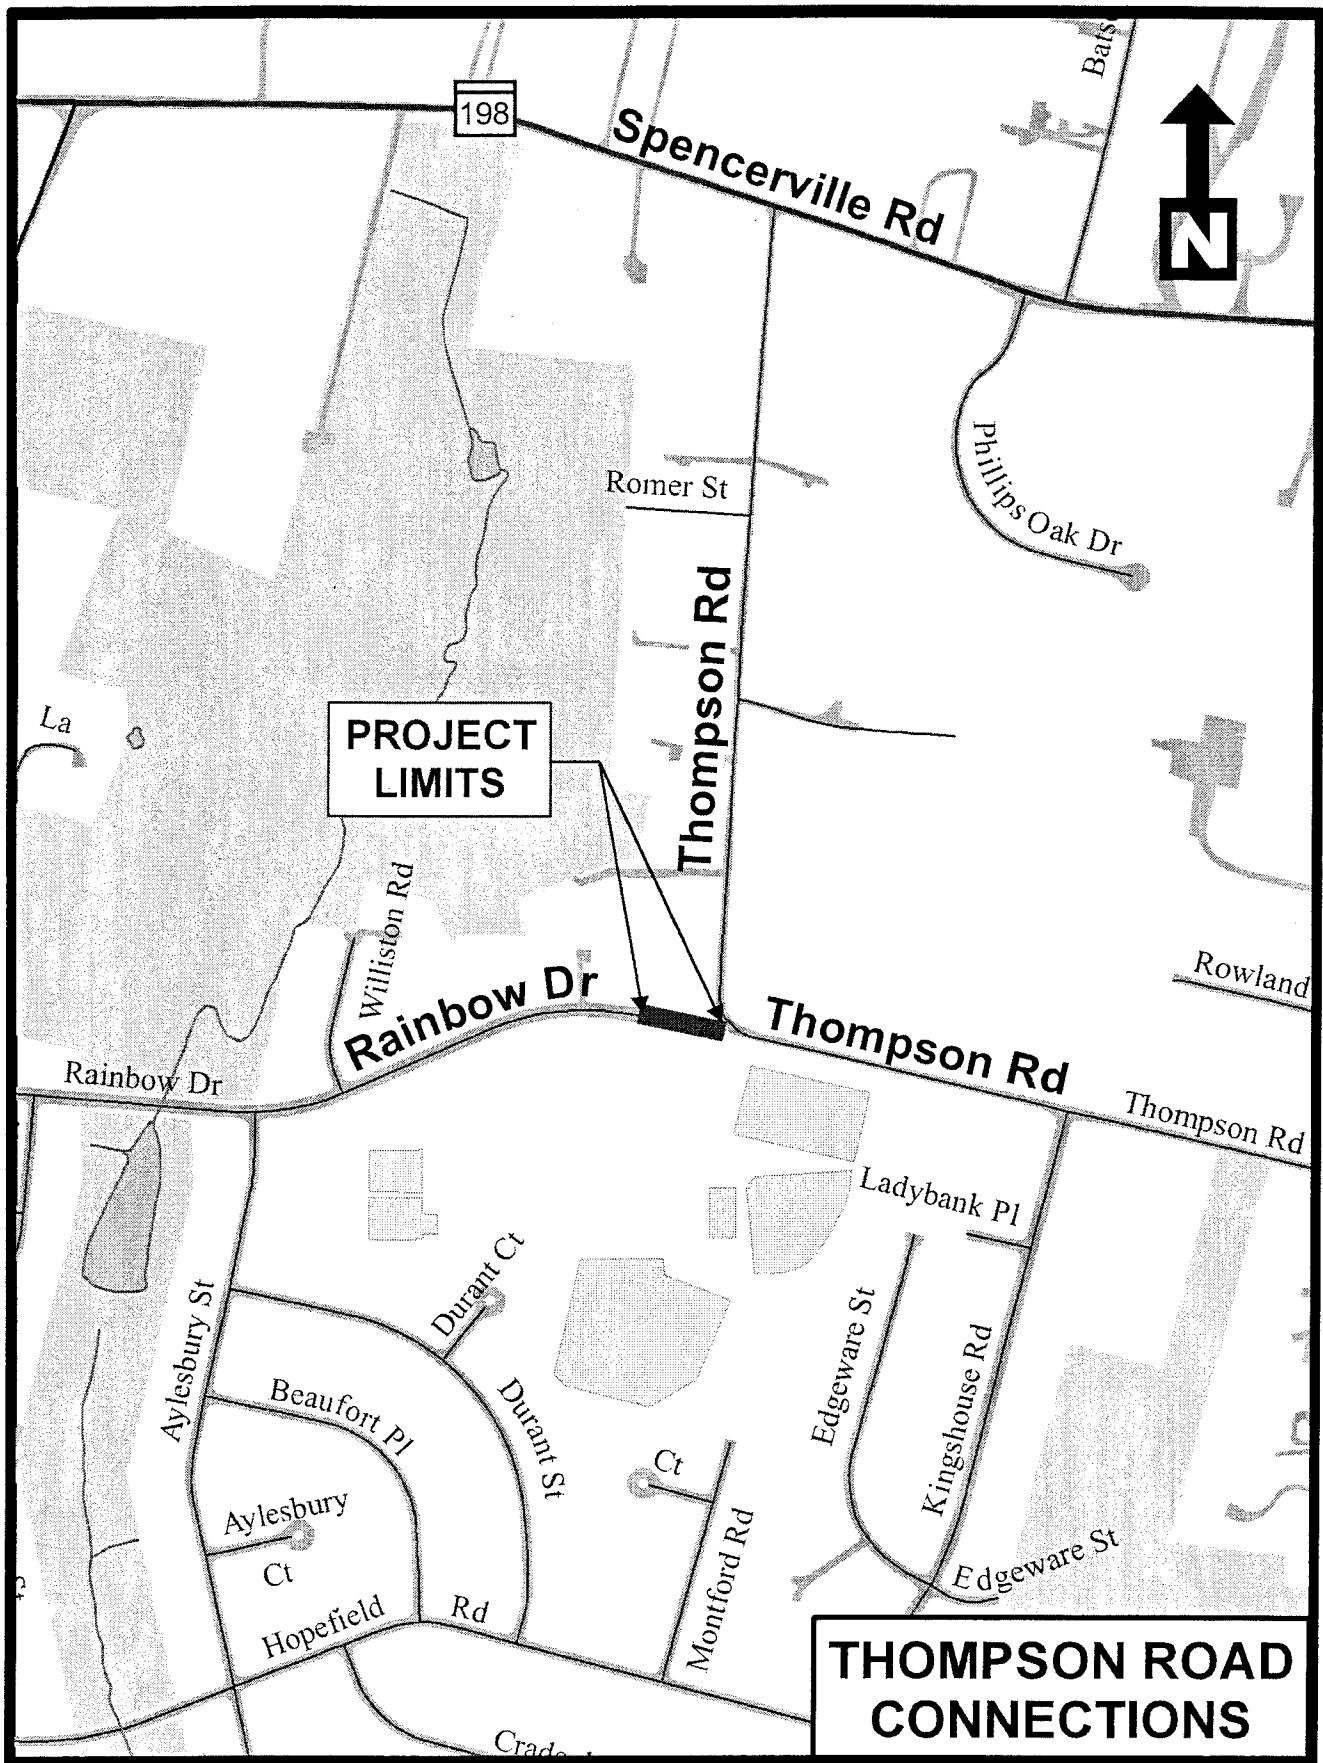 198
Spencerville Rd
N
Romer St
Phillips Oak Dr
Thompson Rd
La
PROJECT
LIMITS
Williston Rd
Rainbow Dr
Thompson Rd
Rowland
Rainbow Dr
Thompson Rd
Ladybank Pl
Durant Ct
Aylesbury St
Edgeware St
Kingshouse Rd
Beaufort Pl
Durant St
Ct
Aylesbury
Ct
Montford Rd
Edgeware St
Hopefield Rd
THOMPSON ROAD
CONNECTIONS